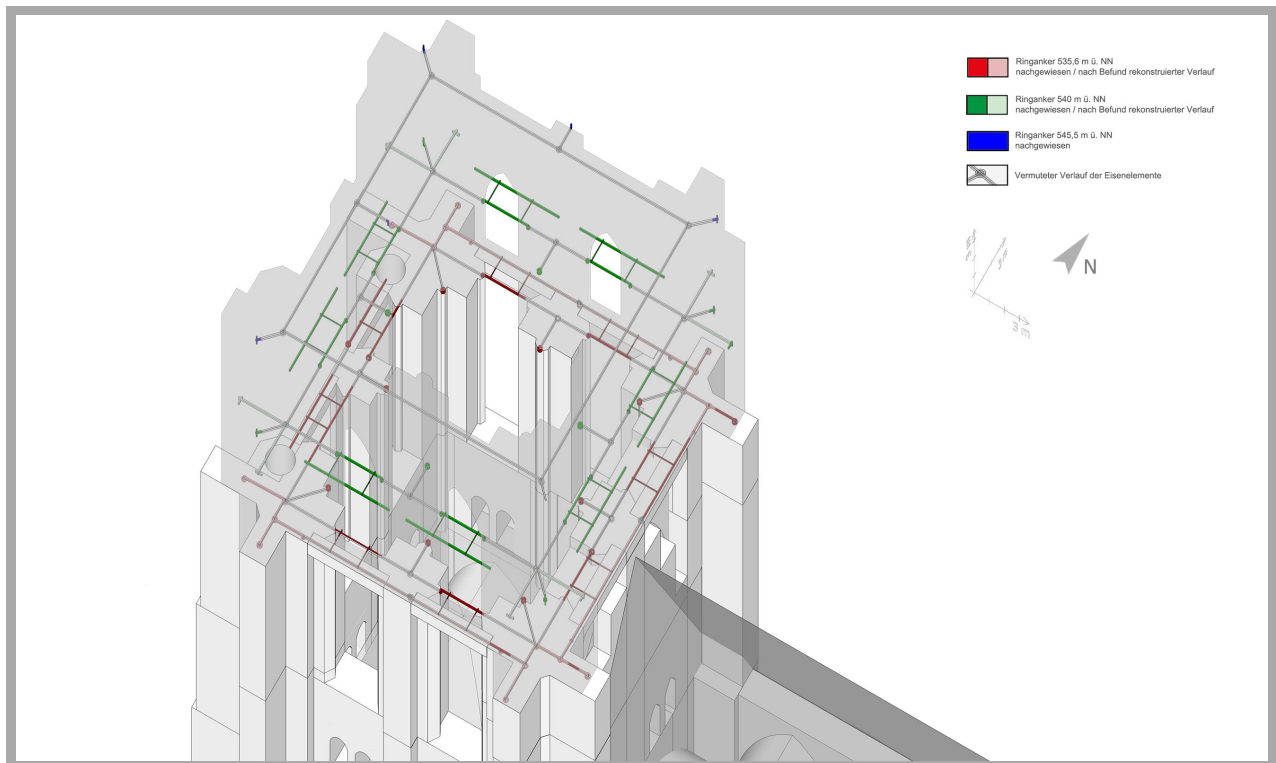 Ringanker 535,6 m ü. NN
nachgewiesen / nach Befund rekonstruierter Verlauf
Ringanker 540 m ü. NN
nachgewiesen / nach Befund rekonstruierter Verlauf
Ringanker 545,5 m ü. NN
nachgewiesen
Vermuteter Verlauf der Eisenelemente
N
3 m